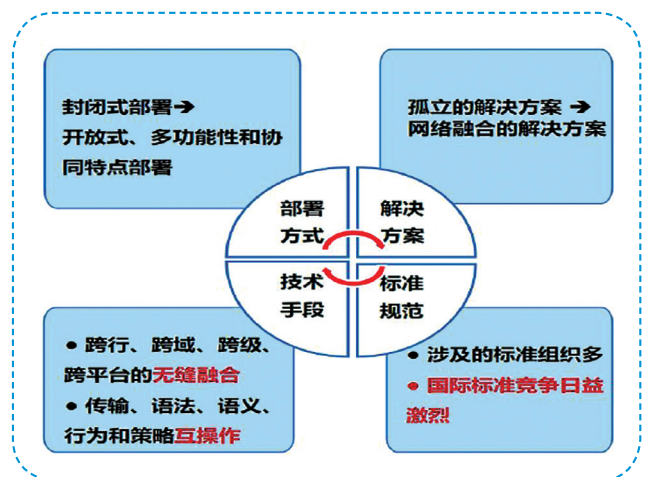 封闭式部署➔
开放式、多功能性和协
同特点部署
孤立的解决方案 ➔
网络融合的解决方案
部署
方式
解决
方案
技术
手段
标准
规范
● 跨行、跨域、跨级、
跨平台的无缝融合
● 传输、语法、语义、
行为和策略互操作
● 涉及的标准组织多
● 国际标准竞争日益
激烈